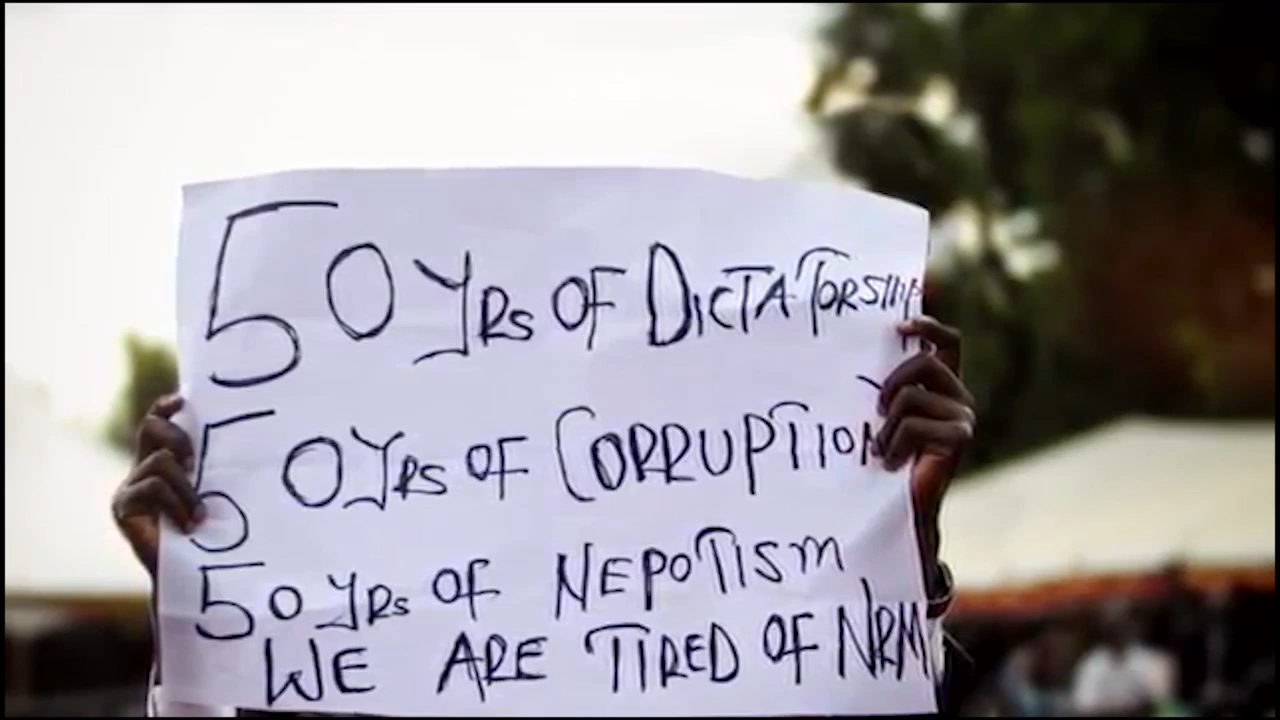 50 YRS OF DICTATORSHIP
50 YRS OF CORRUPTION
50 YRS OF NEPOTISM
WE ARE TIRED OF NRM